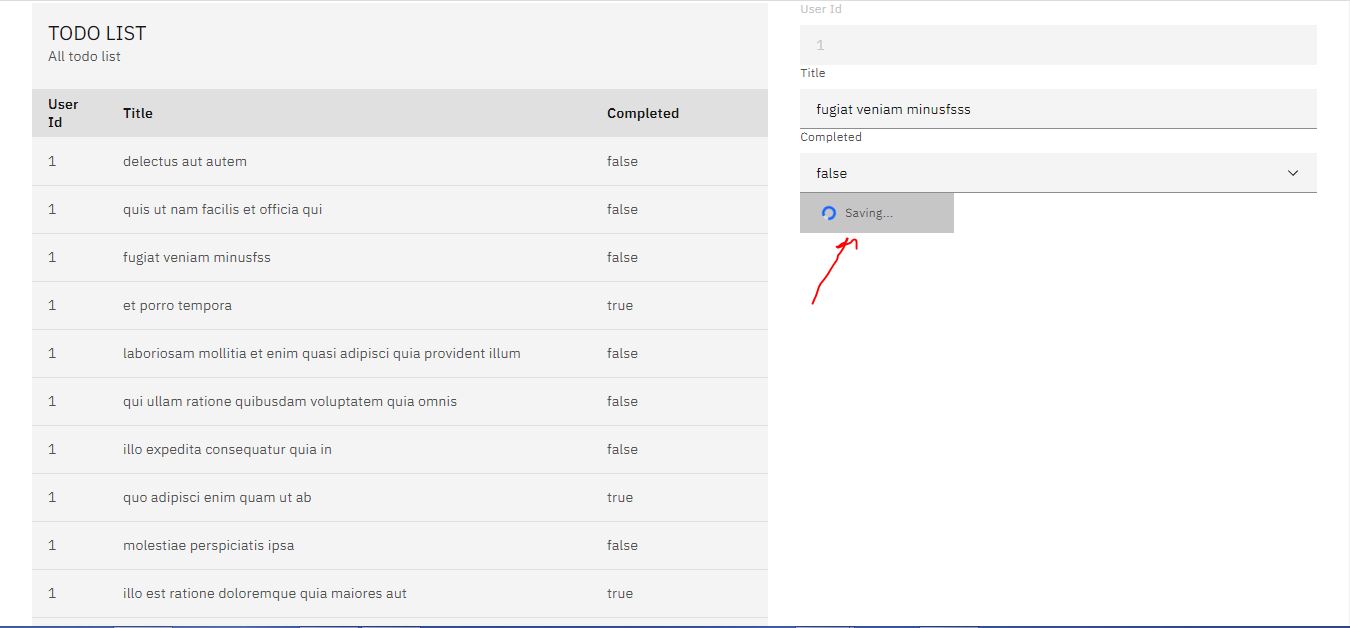 TODO LIST
All todo list
User Id Title Completed
1 delectus aut autem false
1 quis ut nam facilis et officia qui false
1 fugiat veniam minusfss false
1 et porro tempora true
1 laboriosam mollitia et enim quasi adipisci quia provident illum false
1 qui ullam ratione quibusdam voluptatem quia omnis false
1 illo expedita consequatur quia in false
1 quo adipisci enim quam ut ab true
1 molestiae perspiciatis ipsa false
1 illo est ratione doloremque quia maiores aut true
User Id
1
Title
fugiat veniam minusfsss
Completed
false
Saving...